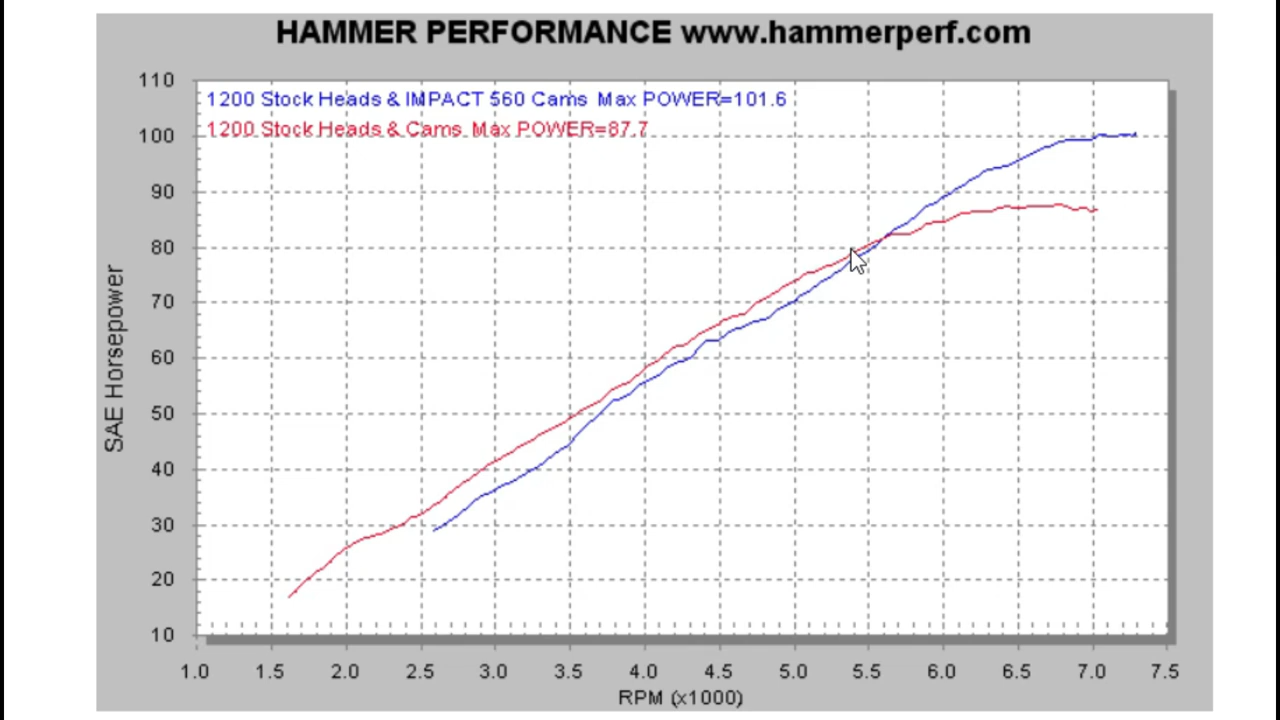 HAMMER PERFORMANCE www.hammerperf.com
1200 Stock Heads & IMPACT 560 Cams Max POWER=101.6
1200 Stock Heads & Cams Max POWER=87.7
110
100
90
80
70
60
50
40
30
20
10
SAE Horsepower
1.0 1.5 2.0 2.5 3.0 3.5 4.0 4.5 5.0 5.5 6.0 6.5 7.0 7.5
RPM (x1000)